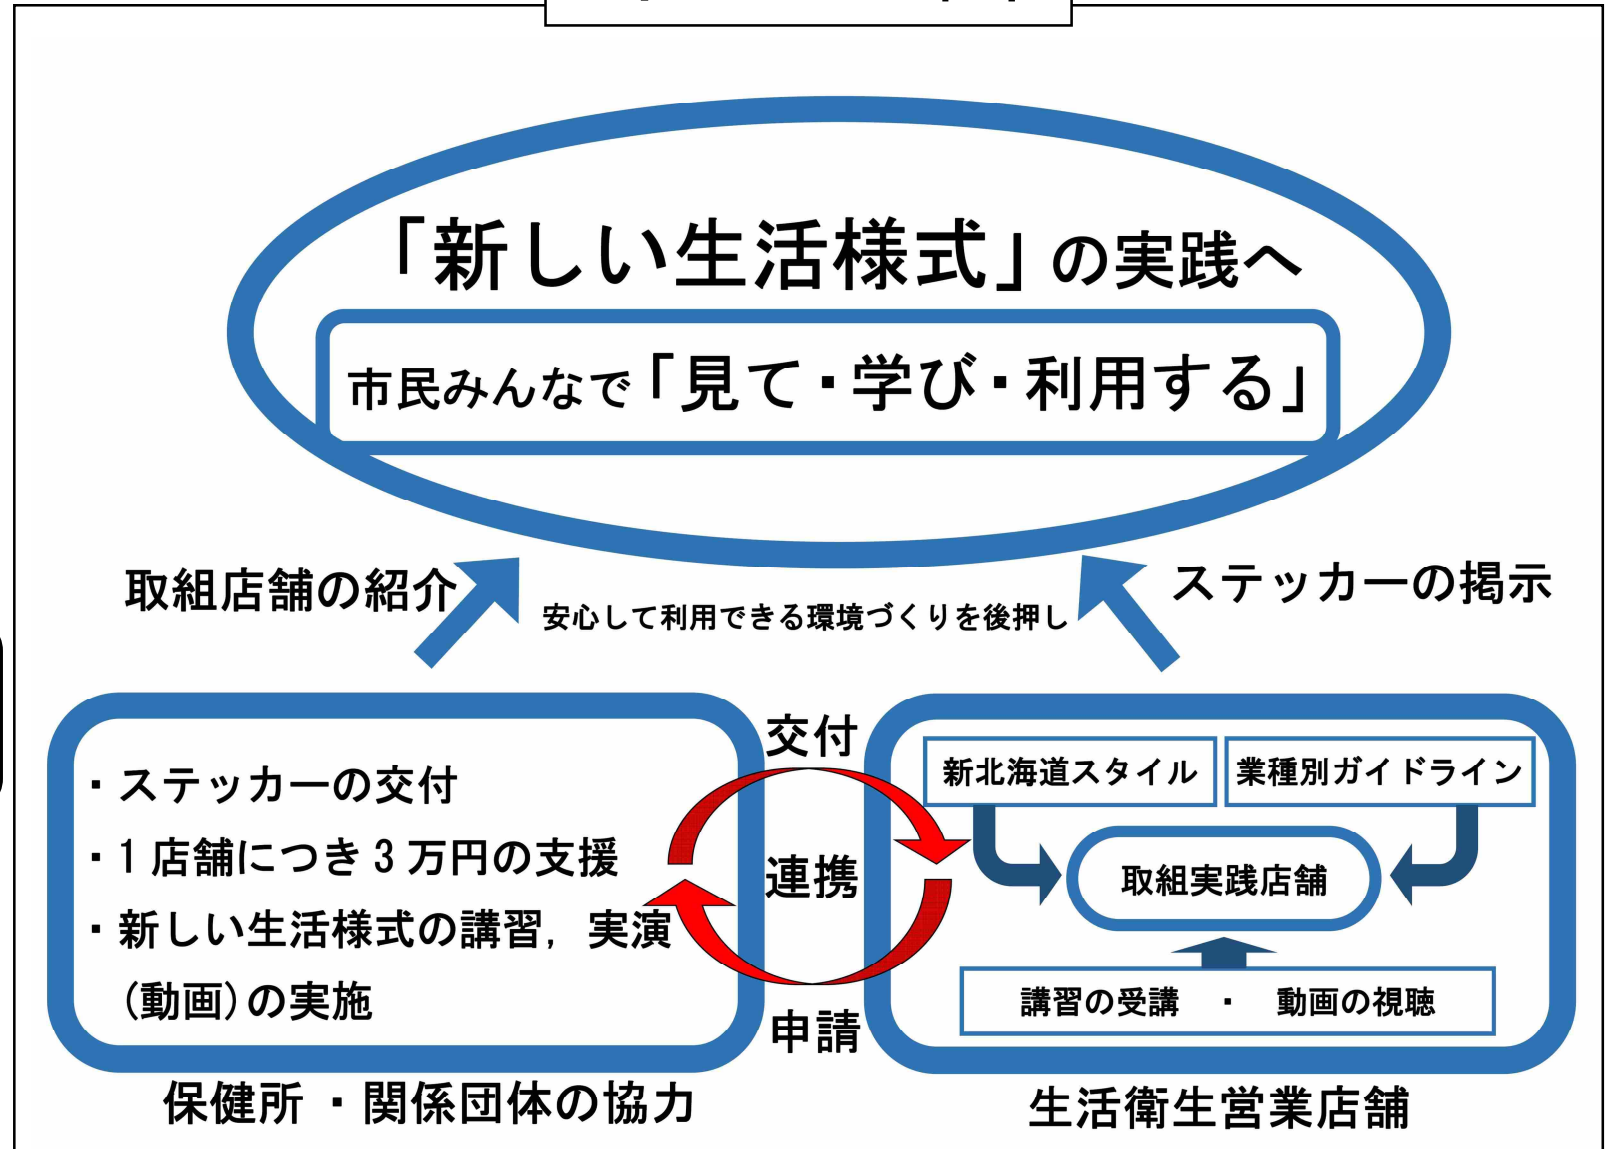 「新しい生活様式」の実践へ
市民みんなで「見て・学び・利用する」
取組店舗の紹介
安心して利用できる環境づくりを後押し
ステッカーの掲示
・ステッカーの交付
・1店舗につき3万円の支援
・新しい生活様式の講習，実演
(動画)の実施
保健所・関係団体の協力
交付
連携
申請
新北海道スタイル
業種別ガイドライン
取組実践店舗
講習の受講　・　動画の視聴
生活衛生営業店舗